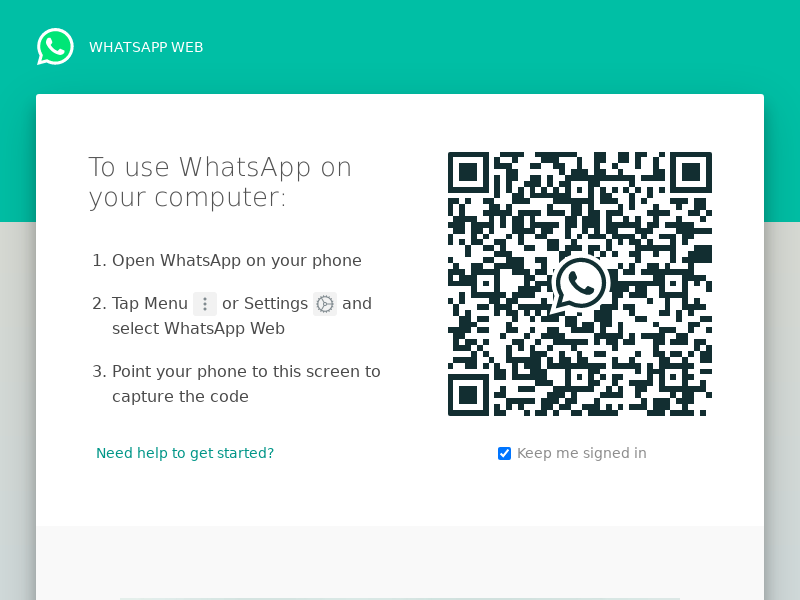 WHATSAPP WEB
To use WhatsApp on
your computer:
1. Open WhatsApp on your phone
2. Tap Menu or Settings and
select WhatsApp Web
3. Point your phone to this screen to
capture the code
Need help to get started?
Keep me signed in